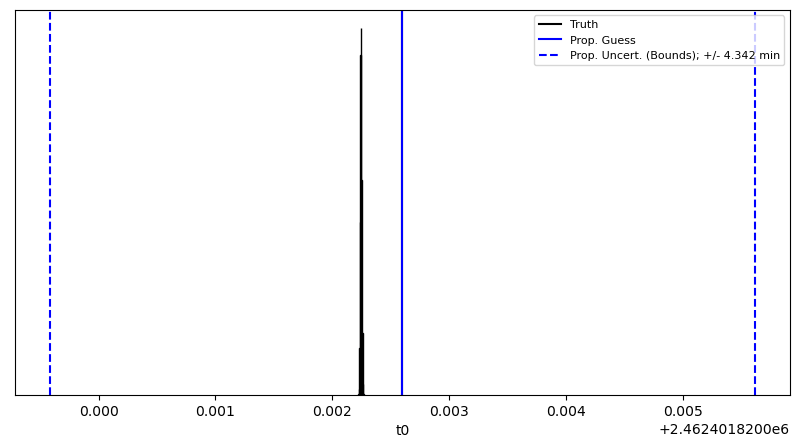 Truth
Prop. Guess
Prop. Uncert. (Bounds); +/- 4.342 min
0.000 0.001 0.002 0.003 0.004 0.005
t0
+2.4624018200e6